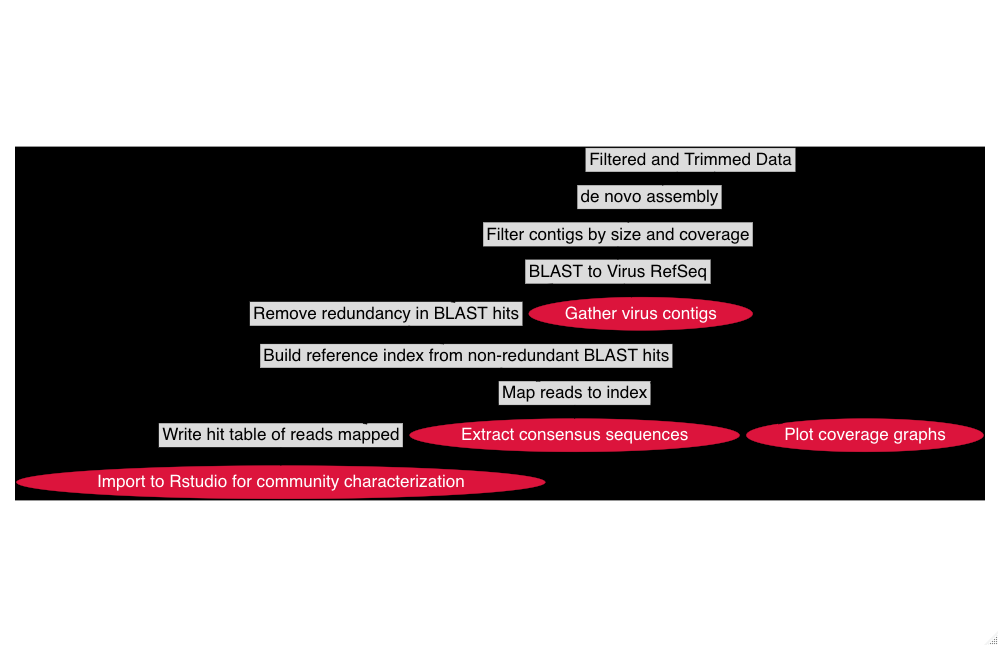 Filtered and Trimmed Data
de novo assembly
Filter contigs by size and coverage
BLAST to Virus RefSeq
Remove redundancy in BLAST hits
Gather virus contigs
Build reference index from non-redundant BLAST hits
Map reads to index
Write hit table of reads mapped
Extract consensus sequences
Plot coverage graphs
Import to Rstudio for community characterization